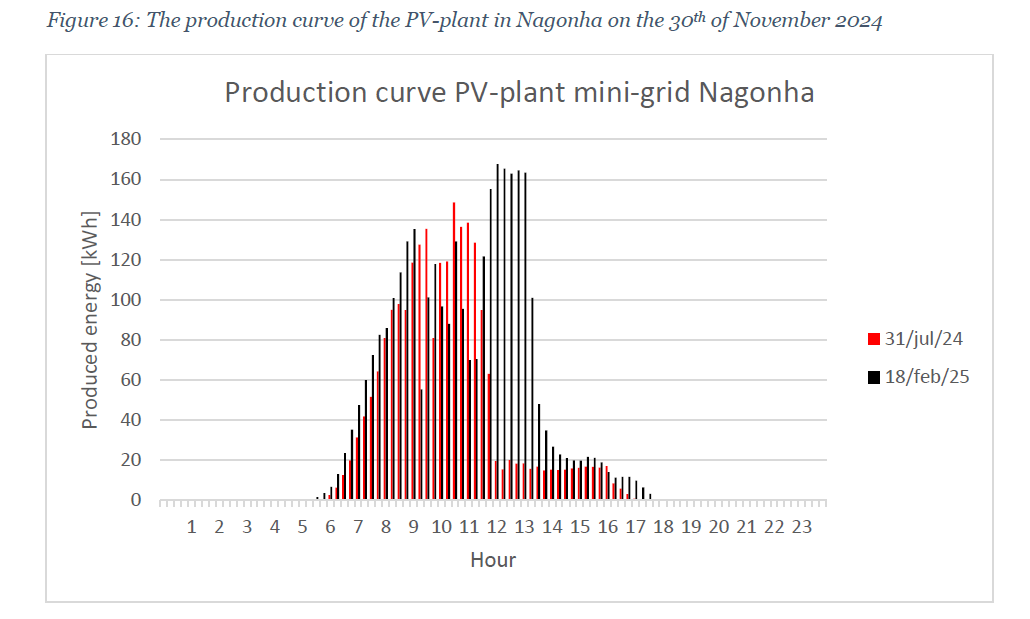 Figure 16: The production curve of the PV-plant in Nagonha on the 30th of November 2024
Production curve PV-plant mini-grid Nagonha
180
160
140
120
100
80
60
40
20
0
Produced energy [kWh]
1 2 3 4 5 6 7 8 9 10 11 12 13 14 15 16 17 18 19 20 21 22 23
Hour
31/jul/24
18/feb/25